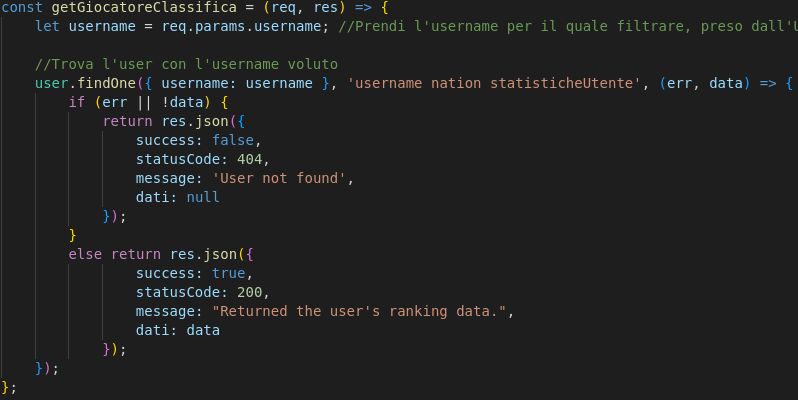 const getGiocatoreClassifica = (req, res) => {
let username = req.params.username; //Prendi l'username per il quale filtrare, preso dall'U
//Trova l'user con l'username voluto
user.findOne({ username: username }, 'username nation statisticheUtente', (err, data) => {
if (err || !data) {
return res.json({
success: false,
statusCode: 404,
message: 'User not found',
dati: null
});
}
else return res.json({
success: true,
statusCode: 200,
message: "Returned the user's ranking data.",
dati: data
});
});
};